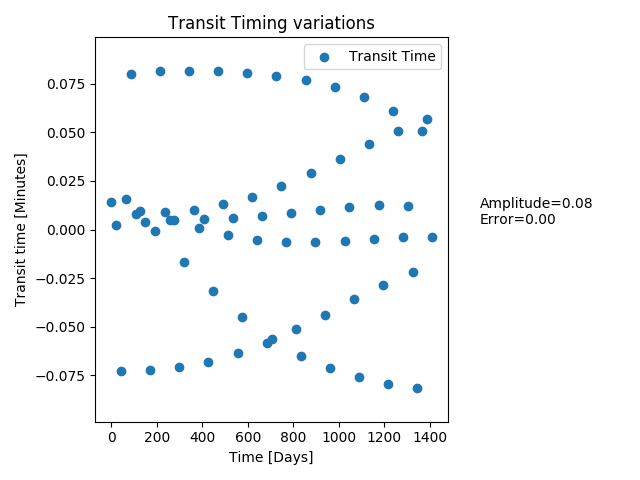 Transit Timing variations
Transit Time
0.075
0.050
0.025
0.000
−0.025
−0.050
−0.075
Transit time [Minutes]
Amplitude=0.08
Error=0.00
0 200 400 600 800 1000 1200 1400
Time [Days]